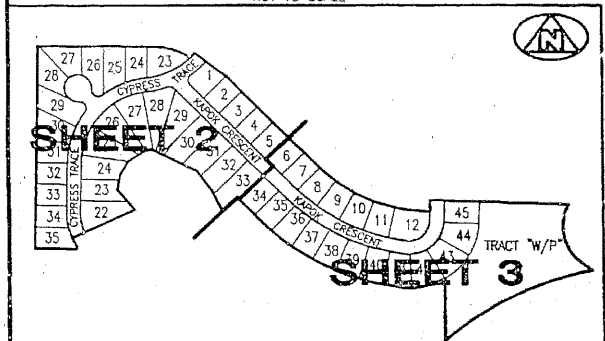 NOT TO SCALE
N
27 26 25 24 23
28
29
30
31
32
33
34
35
CYPRESS TRACE
CYPRESS TRACE
26 27 28 29 30 31 32 33
24
23
22
SHEET 2
1 2 3 4 5
KAPOK CRESCENT
6 7 8 9 10 11 12
34 35 36 37 38 39 40
KAPOK CRESCENT
45
44
43
TRACT "W/P"
SHEET 3